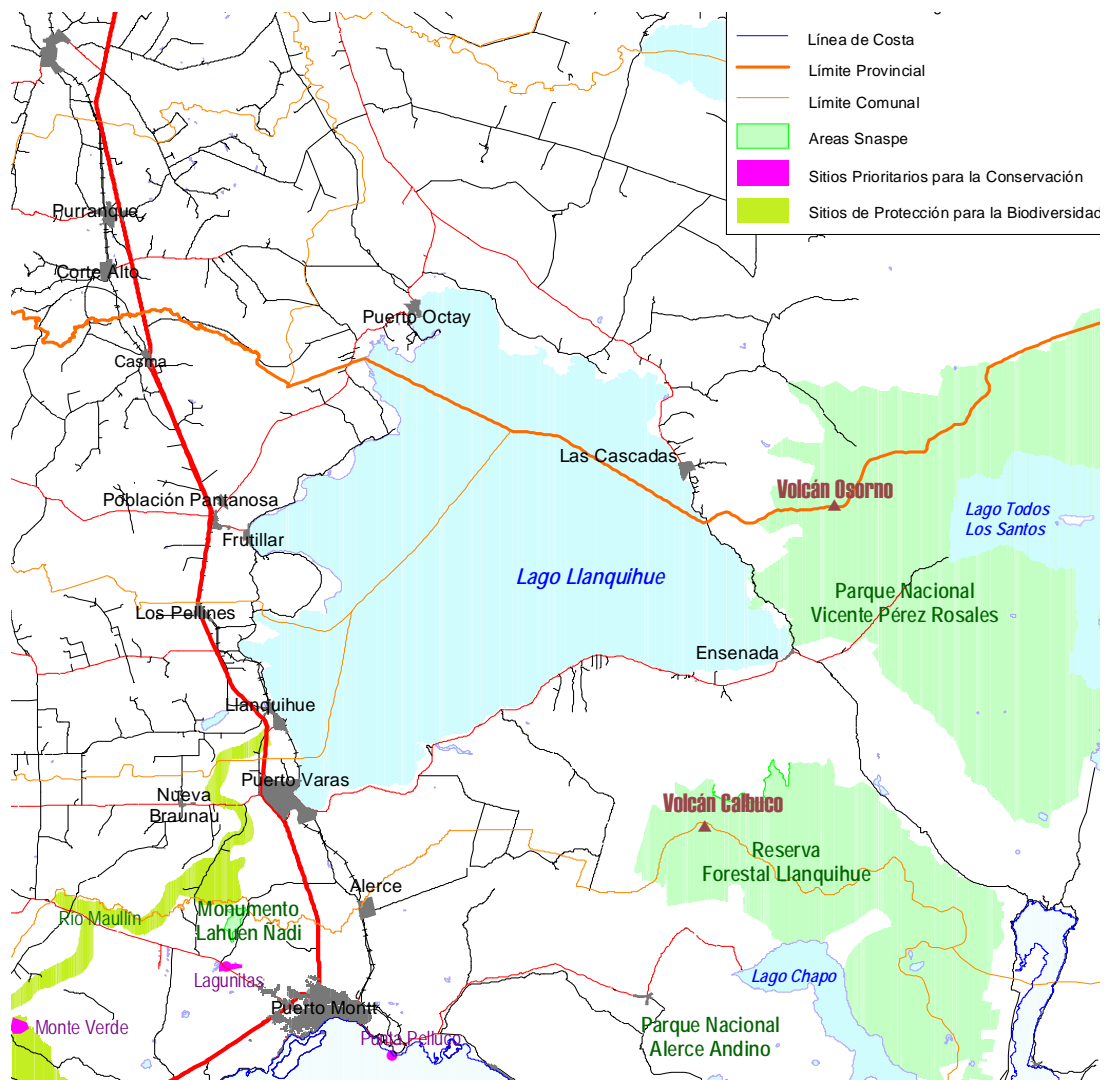 Línea de Costa
Límite Provincial
Límite Comunal
Areas Snaspe
Sitios Prioritarios para la Conservación
Sitios de Protección para la Biodiversidad
Purranque
Corte Alto
Puerto Octay
Casma
Las Cascadas
Volcán Osorno
Población Pantanosa
Lago Todos
Los Santos
Frutillar
Lago Llanquihue
Parque Nacional
Vicente Pérez Rosales
Los Pellines
Ensenada
Llanquihue
Puerto Varas
Nueva
Braunau
Volcán Calbuco
Reserva
Forestal Llanquihue
Alerce
Monumento
Lahuen Ñadi
Río Maullín
Lagunitas
Lago Chapo
Puerto Montt
Monte Verde
Punta Pelluco
Parque Nacional
Alerce Andino